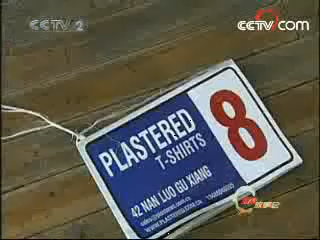 CCTV 2
CCTV.com
PLASTERED
T-SHIRTS
8
42 NAN LUO GU XIANG